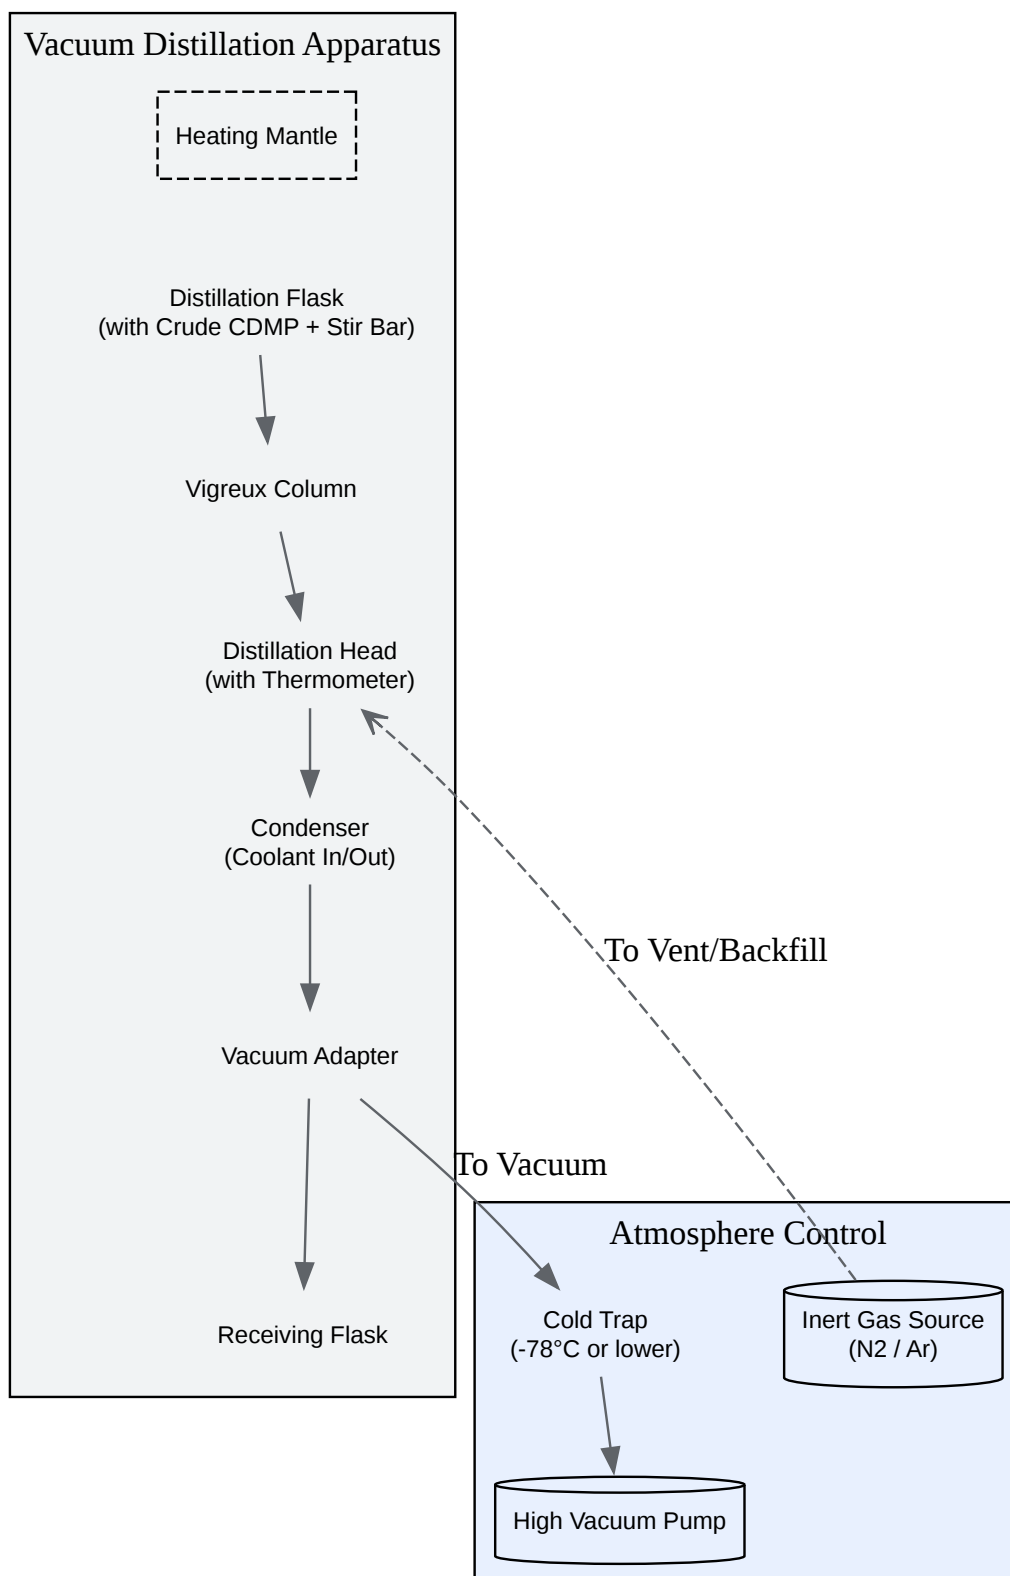 Vacuum Distillation Apparatus
Heating Mantle
Distillation Flask
(with Crude CDMP + Stir Bar)
Vigreux Column
Distillation Head
(with Thermometer)
Condenser
(Coolant In/Out)
To Vent/Backfill
Vacuum Adapter
To Vacuum
Atmosphere Control
Cold Trap
(-78°C or lower)
Inert Gas Source
(N2 / Ar)
Receiving Flask
High Vacuum Pump